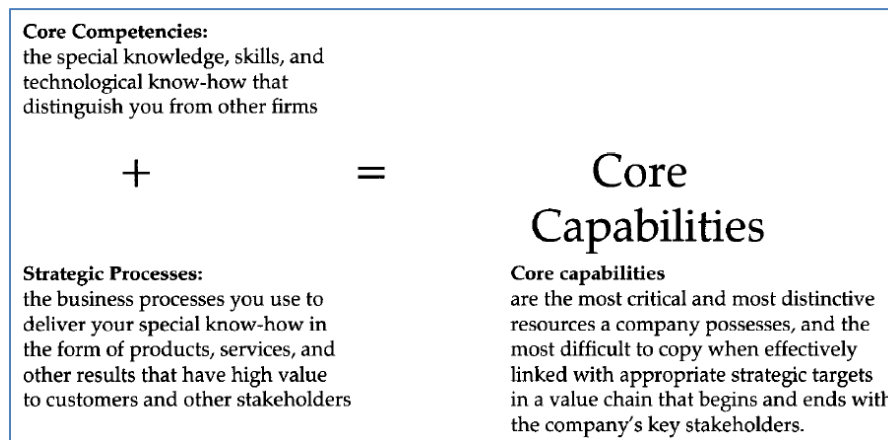 Core Competencies:
the special knowledge, skills, and
technological know-how that
distinguish you from other firms
+ =
Core
Capabilities
Strategic Processes:
the business processes you use to
deliver your special know-how in
the form of products, services, and
other results that have high value
to customers and other stakeholders
Core capabilities
are the most critical and most distinctive
resources a company possesses, and the
most difficult to copy when effectively
linked with appropriate strategic targets
in a value chain that begins and ends with
the company's key stakeholders.